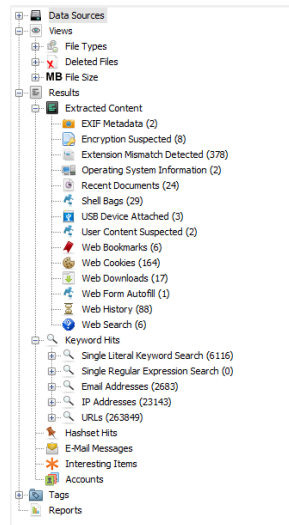 Data Sources
Views
File Types
Deleted Files
MB File Size
Results
Extracted Content
EXIF Metadata (2)
Encryption Suspected (8)
Extension Mismatch Detected (378)
Operating System Information (2)
Recent Documents (24)
Shell Bags (29)
USB Device Attached (3)
User Content Suspected (2)
Web Bookmarks (6)
Web Cookies (164)
Web Downloads (17)
Web Form Autofill (1)
Web History (88)
Web Search (6)
Keyword Hits
Single Literal Keyword Search (6116)
Single Regular Expression Search (0)
Email Addresses (2683)
IP Addresses (23143)
URLs (263849)
Hashset Hits
E-Mail Messages
Interesting Items
Accounts
Tags
Reports